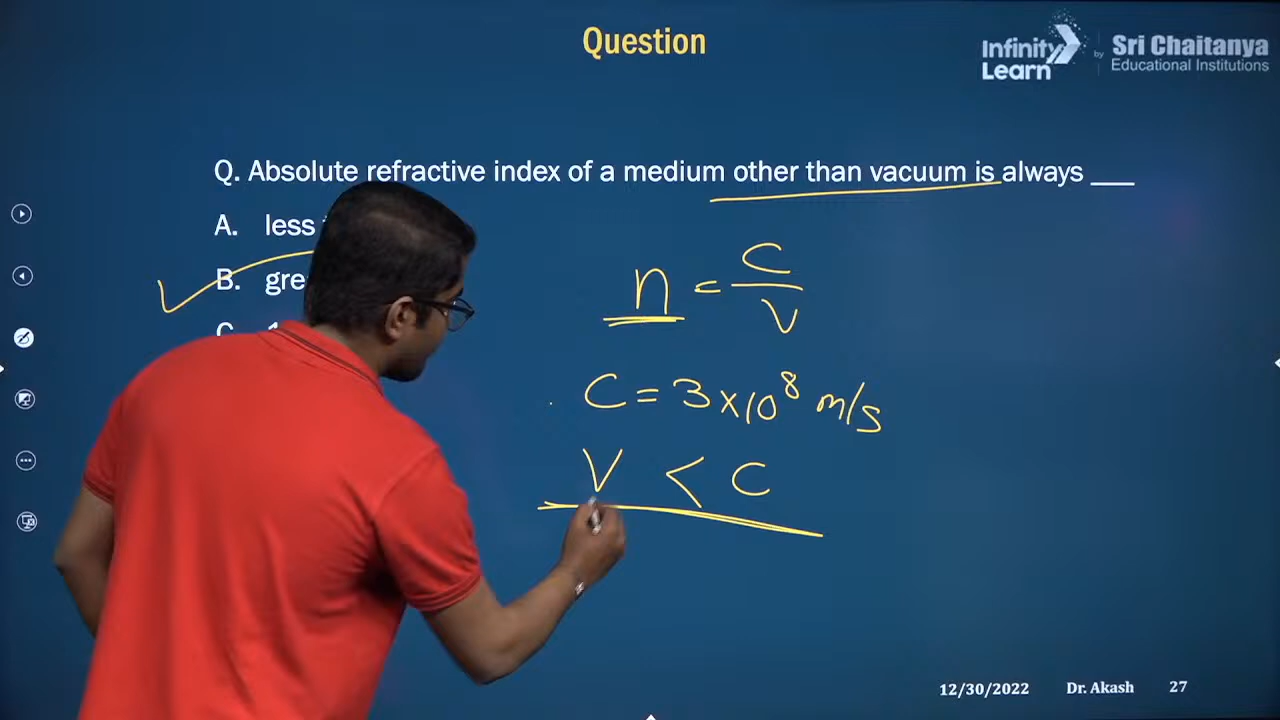 Question
Infinity Learn
by
Sri Chaitanya
Educational Institutions
Q. Absolute refractive index of a medium other than vacuum is always ___
A. less
B.
C.
n = C/V
C = 3×10⁸ m/s
V < C
12/30/2022 Dr. Akash 27